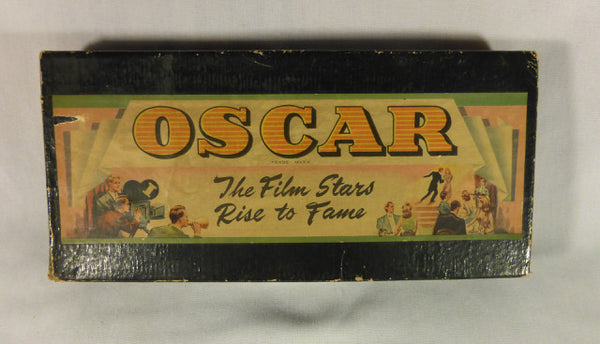 OSCAR
TRADE MARK
The Film Stars
Rise to Fame